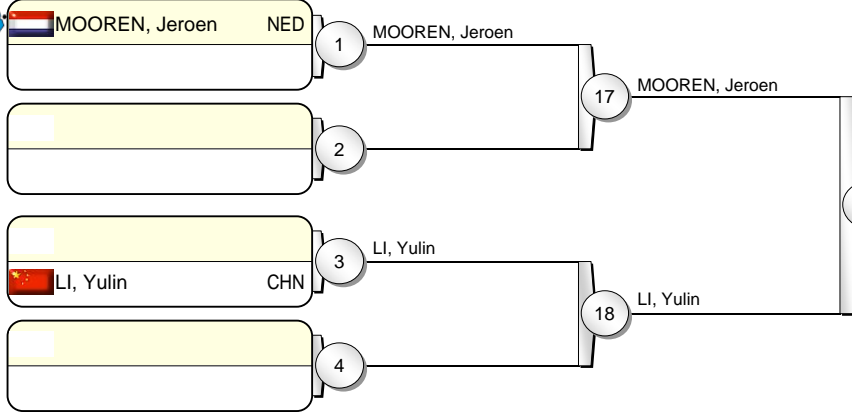 MOOREN, Jeroen NED
1
MOOREN, Jeroen
17
MOOREN, Jeroen
2
3
LI, Yulin
LI, Yulin CHN
18
LI, Yulin
4